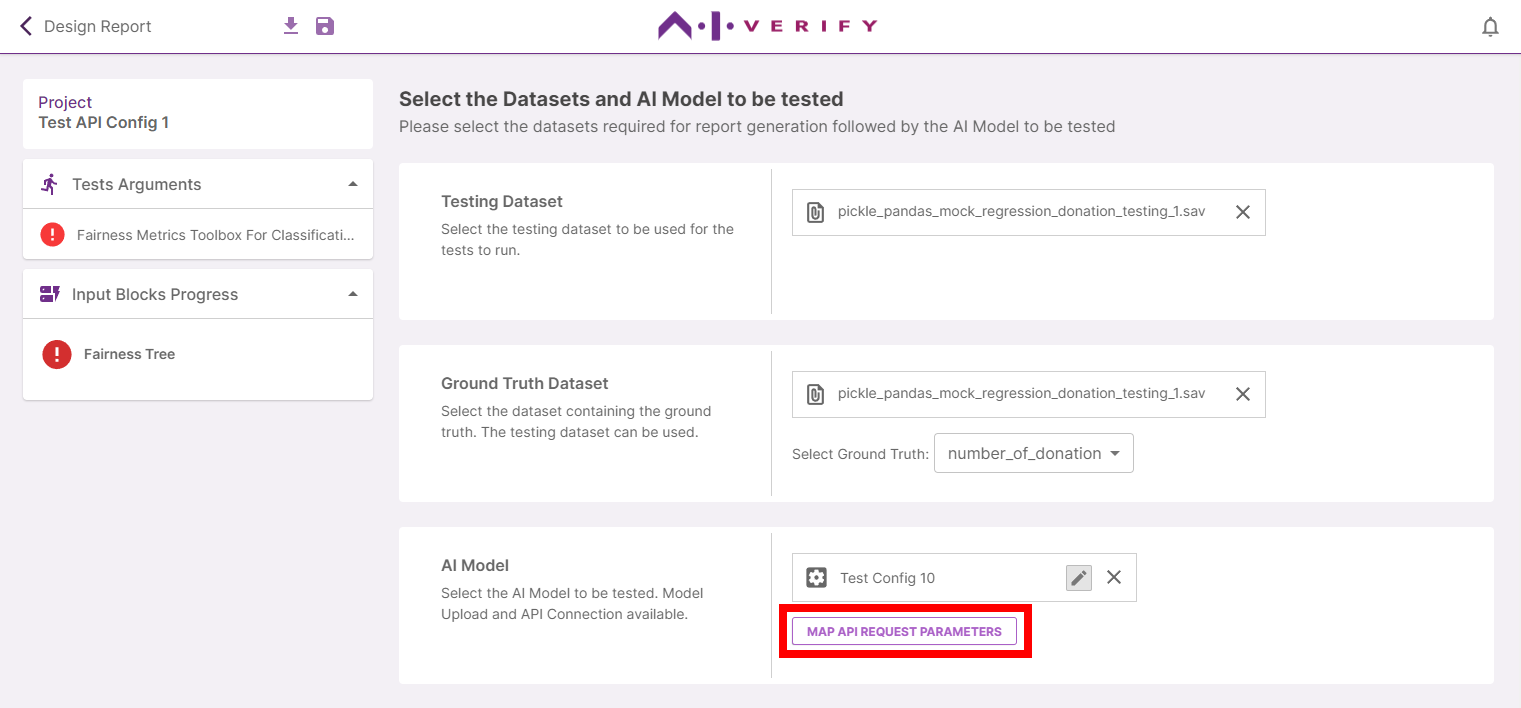 Design Report
A·I·VERIFY
Project
Test API Config 1
Tests Arguments
Fairness Metrics Toolbox For Classificati...
Input Blocks Progress
Fairness Tree
Select the Datasets and AI Model to be tested
Please select the datasets required for report generation followed by the AI Model to be tested
Testing Dataset
Select the testing dataset to be used for the
tests to run.
pickle_pandas_mock_regression_donation_testing_1.sav
Ground Truth Dataset
Select the dataset containing the ground
truth. The testing dataset can be used.
pickle_pandas_mock_regression_donation_testing_1.sav
Select Ground Truth: number_of_donation
AI Model
Select the AI Model to be tested. Model
Upload and API Connection available.
Test Config 10
MAP API REQUEST PARAMETERS